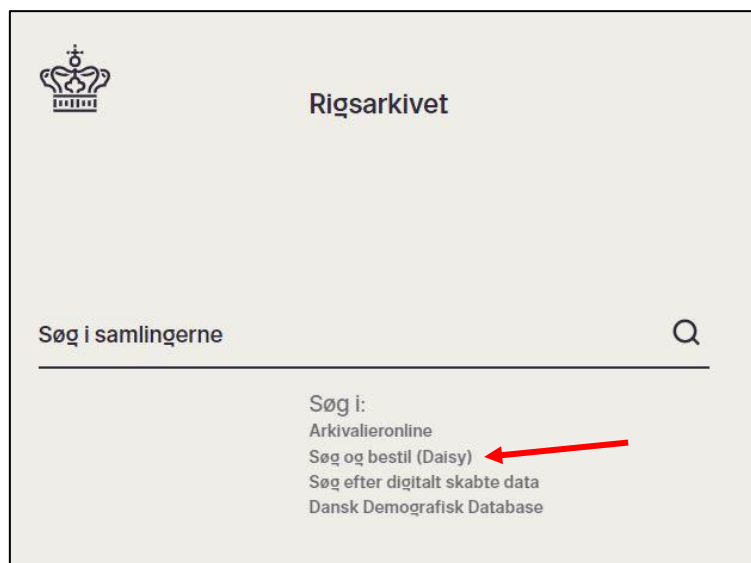 Rigsarkivet
Søg i samlingerne
Søg i:
Arkivalieronline
Søg og bestil (Daisy)
Søg efter digitalt skabte data
Dansk Demografisk Database